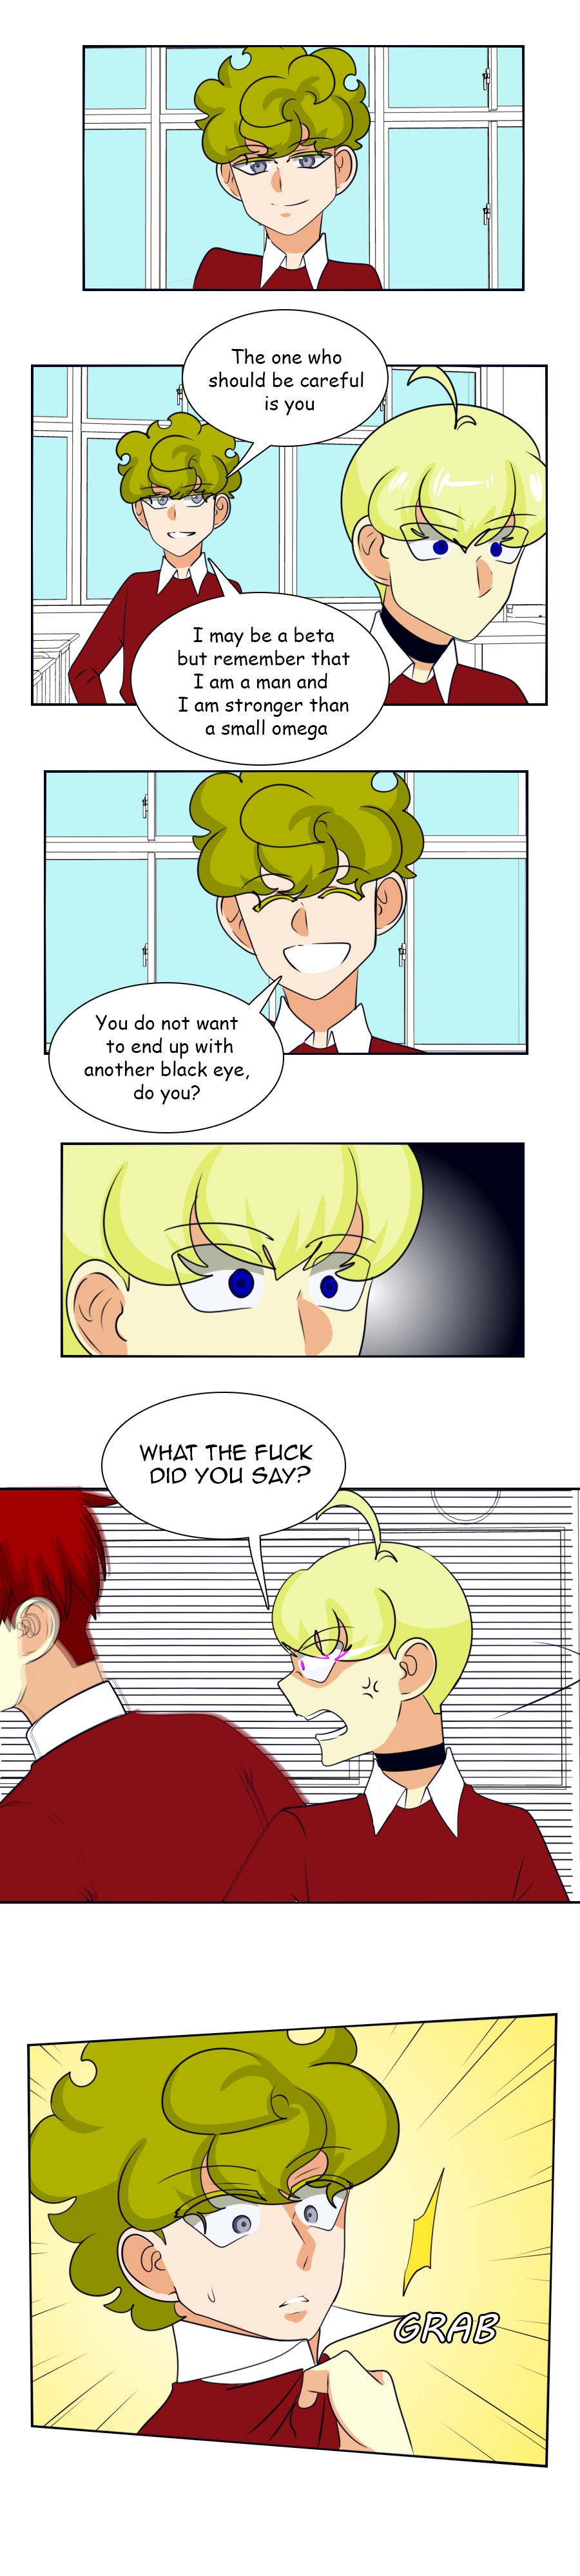 The one who
should be careful
is you
I may be a beta
but remember that
I am a man and
I am stronger than
a small omega
You do not want
to end up with
another black eye,
do you?
WHAT THE FUCK
DID YOU SAY?
GRAB